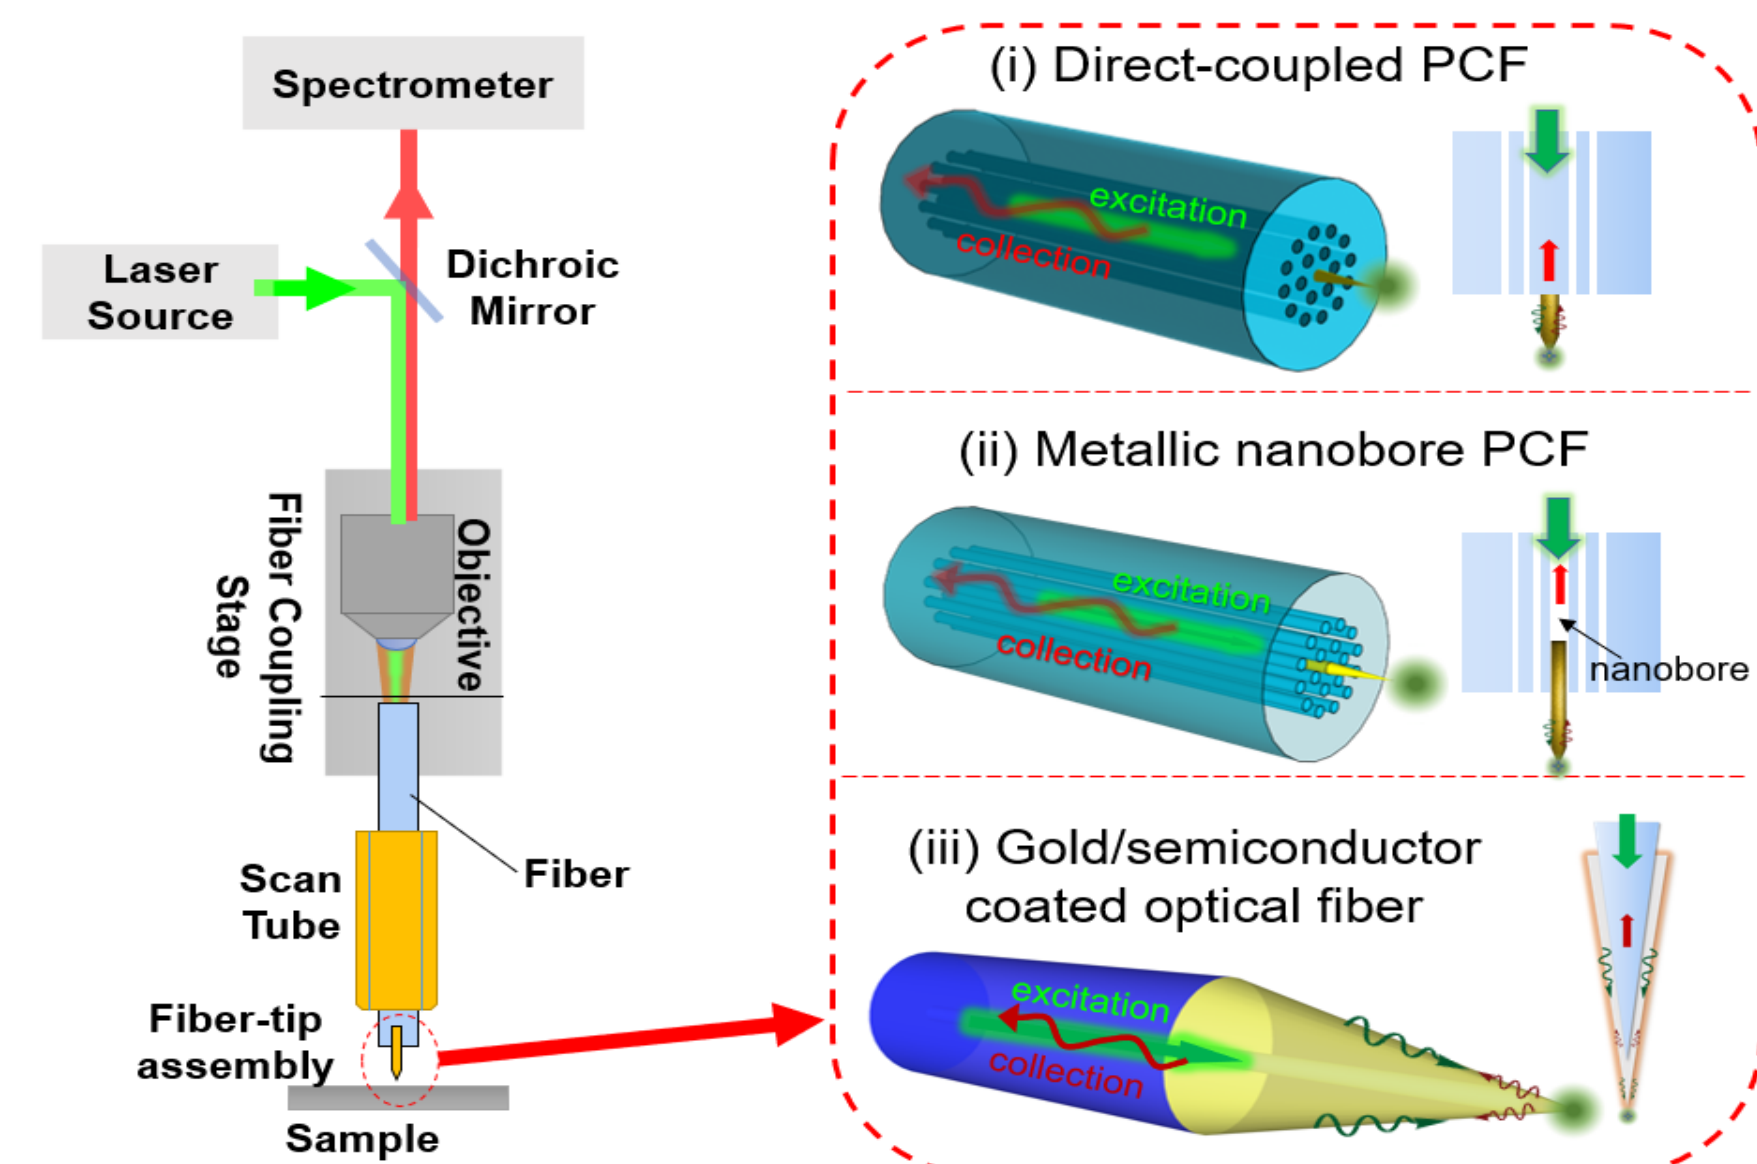 Spectrometer
Laser
Source
Dichroic
Mirror
Fiber Coupling
Stage
Objective
Fiber
Scan
Tube
Fiber-tip
assembly
Sample
(i) Direct-coupled PCF
excitation
collection
(ii) Metallic nanobore PCF
excitation
collection
nanobore
(iii) Gold/semiconductor
coated optical fiber
excitation
collection